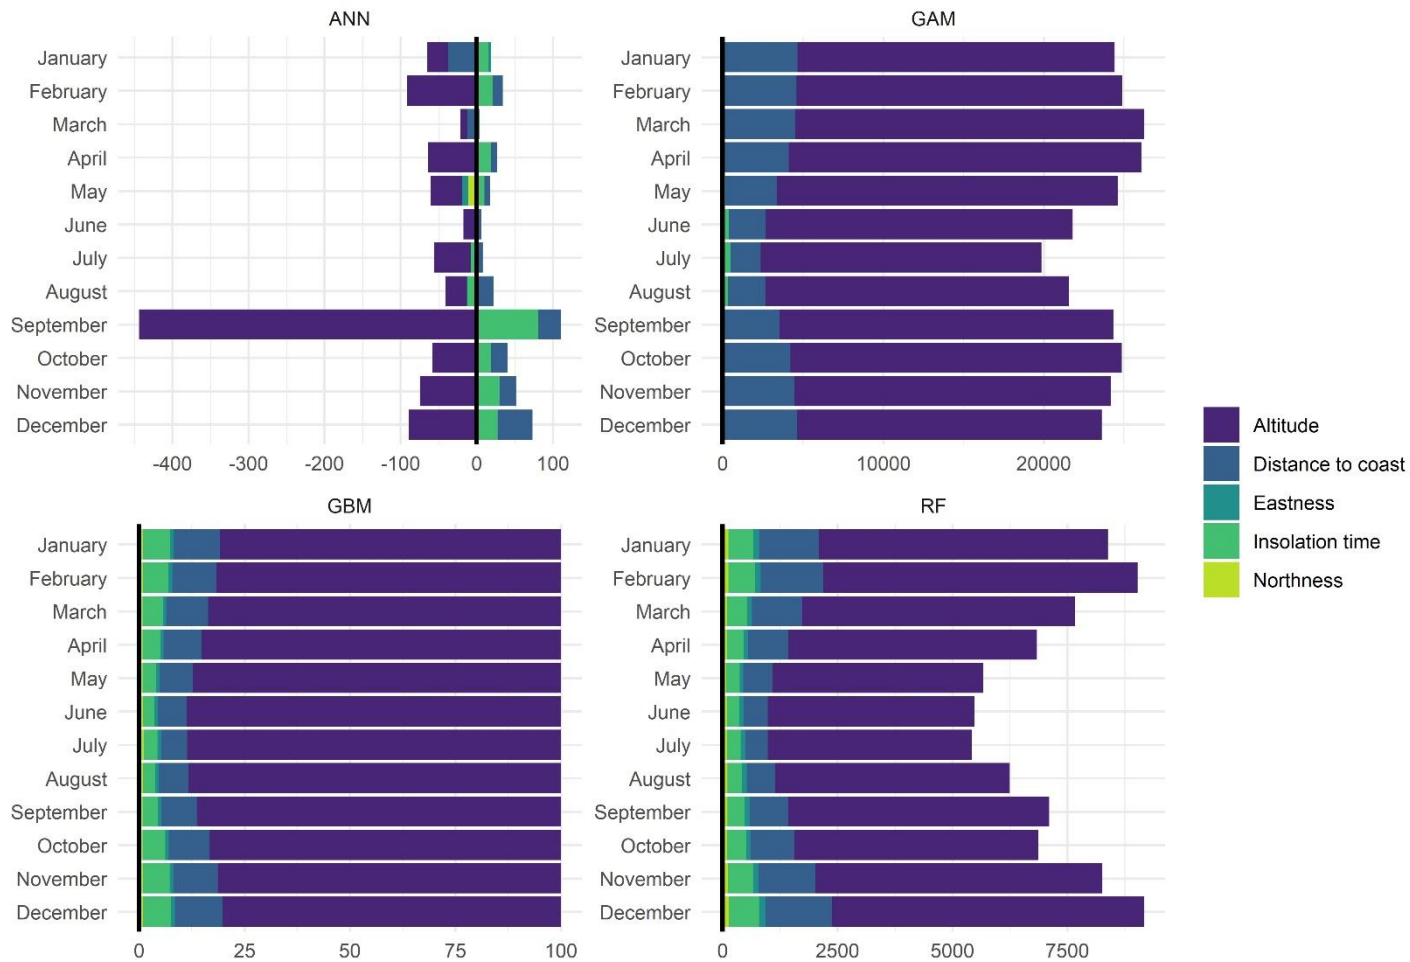 ANN
January
February
March
April
May
June
July
August
September
October
November
December
-400 -300 -200 -100 0 100
GAM
January
February
March
April
May
June
July
August
September
October
November
December
0 10000 20000
GBM
January
February
March
April
May
June
July
August
September
October
November
December
0 25 50 75 100
RF
January
February
March
April
May
June
July
August
September
October
November
December
0 2500 5000 7500
Altitude
Distance to coast
Eastness
Insolation time
Northness